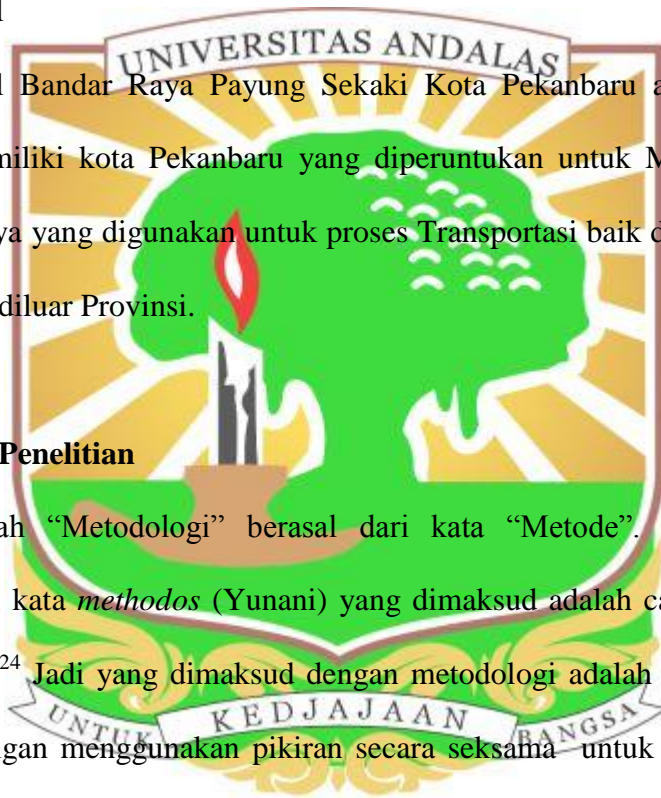 UNIVERSITAS ANDALAS
Bandar Raya Payung Sekaki Kota Pekanbaru
miliki kota Pekanbaru yang diperuntukan untuk
ya yang digunakan untuk proses Transportasi baik
diluar Provinsi.
Penelitian
ah “Metodologi” berasal dari kata “Metode”.
kata methodos (Yunani) yang dimaksud adalah
24 Jadi yang dimaksud dengan metodologi adalah
UNTUK KEDJAJAAN BANGSA
gan menggunakan pikiran secara seksama untuk